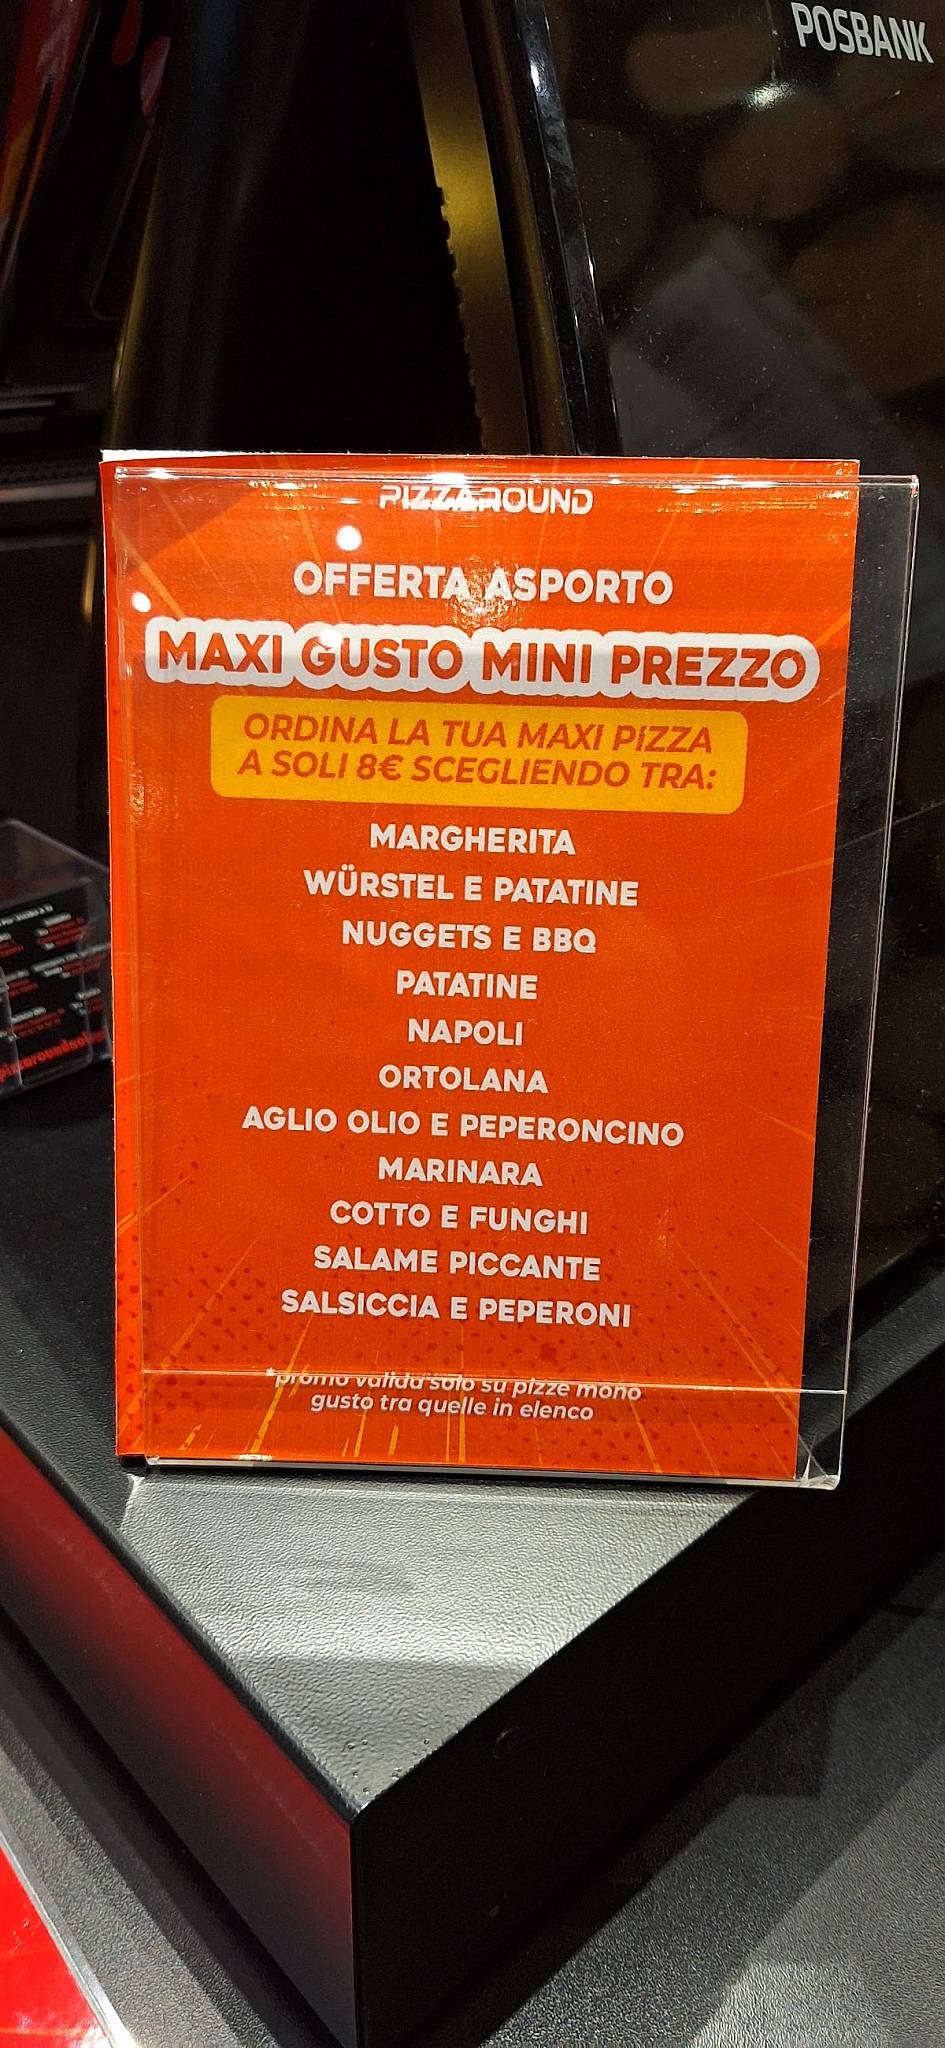 POSBANK
PIZZAROUND
OFFERTA ASPORTO
MAXI GUSTO MINI PREZZO
ORDINA LA TUA MAXI PIZZA
A SOLI 8€ SCEGLIENDO TRA:
MARGHERITA
WÜRSTEL E PATATINE
NUGGETS E BBQ
PATATINE
NAPOLI
ORTOLANA
AGLIO OLIO E PEPERONCINO
MARINARA
COTTO E FUNGHI
SALAME PICCANTE
SALSICCIA E PEPERONI
*promo valida solo su pizze mono
gusto tra quelle in elenco